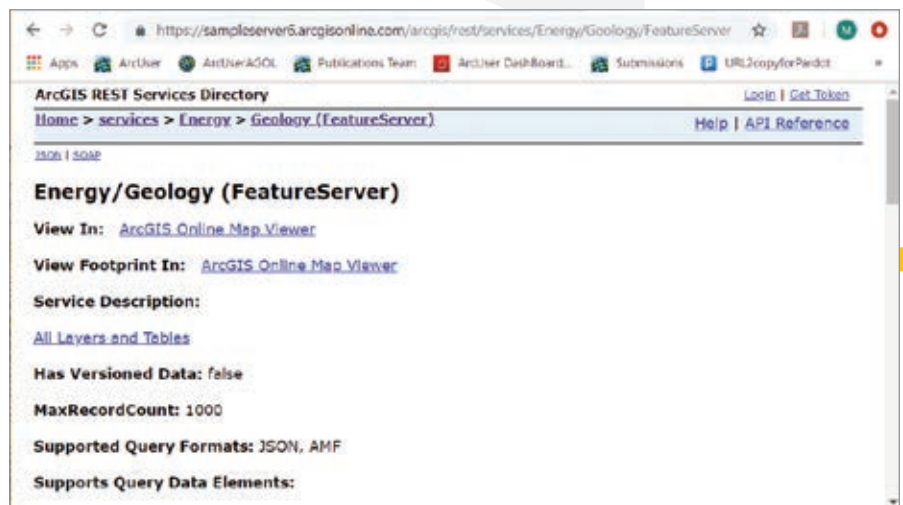 https://sampleserver6.arcgisonline.com/arcgis/rest/services/Energy/Geology/FeatureServer
Apps ArcUser ArcUserAGOL Publications Team ArcUser DashBoard... Submissions URL2copyforPardot »
ArcGIS REST Services Directory Login | Get Token
Home > services > Energy > Geology (FeatureServer) Help | API Reference
JSON | SOAP
Energy/Geology (FeatureServer)
View In: ArcGIS Online Map Viewer
View Footprint In: ArcGIS Online Map Viewer
Service Description:
All Layers and Tables
Has Versioned Data: false
MaxRecordCount: 1000
Supported Query Formats: JSON, AMF
Supports Query Data Elements: